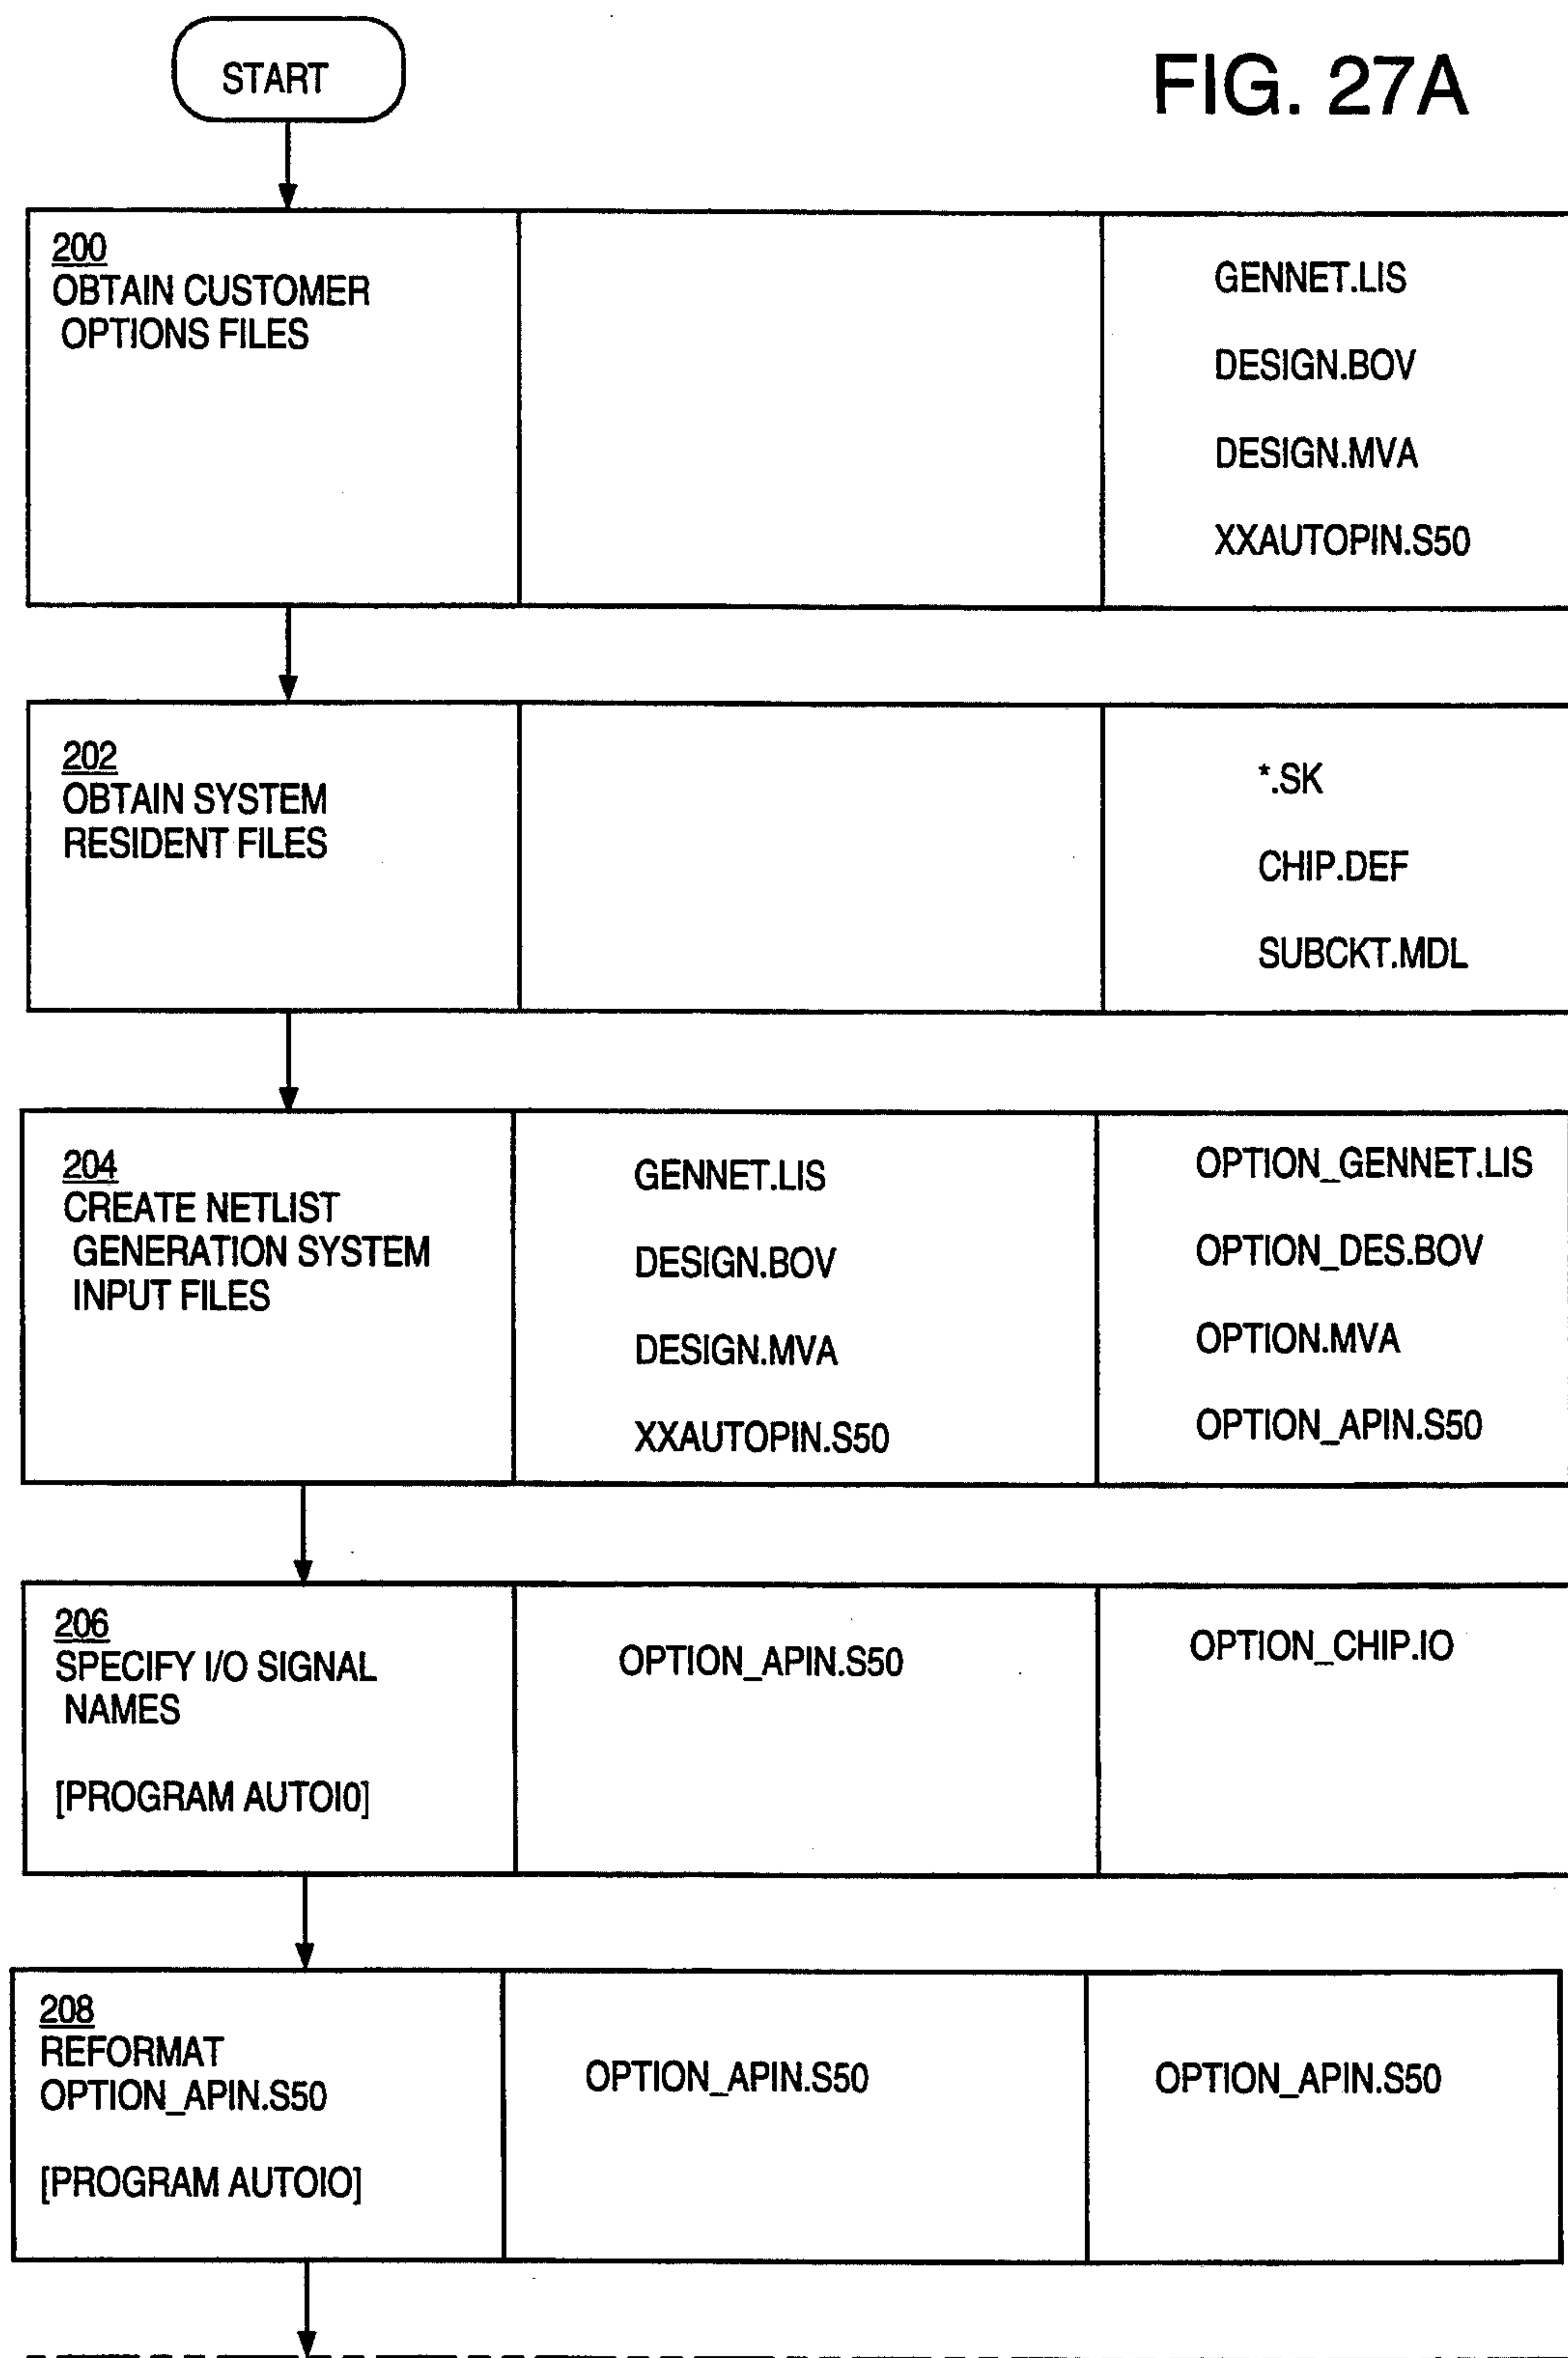 START
FIG. 27A
200
OBTAIN CUSTOMER
OPTIONS FILES
GENNET.LIS
DESIGN.BOV
DESIGN.MVA
XXAUTOPIN.S50
202
OBTAIN SYSTEM
RESIDENT FILES
*.SK
CHIP.DEF
SUBCKT.MDL
204
CREATE NETLIST
GENERATION SYSTEM
INPUT FILES
GENNET.LIS
DESIGN.BOV
DESIGN.MVA
XXAUTOPIN.S50
OPTION_GENNET.LIS
OPTION_DES.BOV
OPTION.MVA
OPTION_APIN.S50
206
SPECIFY I/O SIGNAL
NAMES
[PROGRAM AUTOI0]
OPTION_APIN.S50
OPTION_CHIP.IO
208
REFORMAT
OPTION_APIN.S50
[PROGRAM AUTOIO]
OPTION_APIN.S50
OPTION_APIN.S50